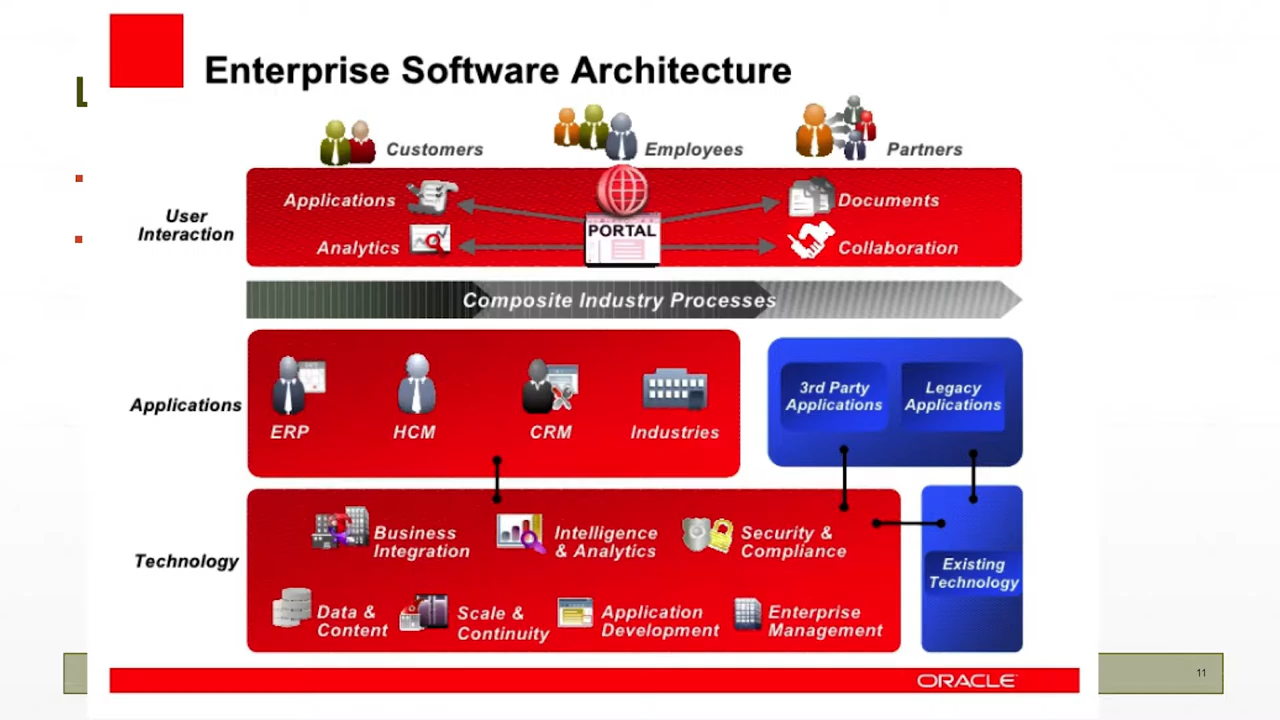 Enterprise Software Architecture
L
Customers
Employees
Partners
User
Interaction
Applications
Analytics
PORTAL
Documents
Collaboration
Composite Industry Processes
Applications
ERP
HCM
CRM
Industries
3rd Party
Applications
Legacy
Applications
Technology
Business
Integration
Intelligence
& Analytics
Security &
Compliance
Data &
Content
Scale &
Continuity
Application
Development
Enterprise
Management
Existing
Technology
ORACLE
11